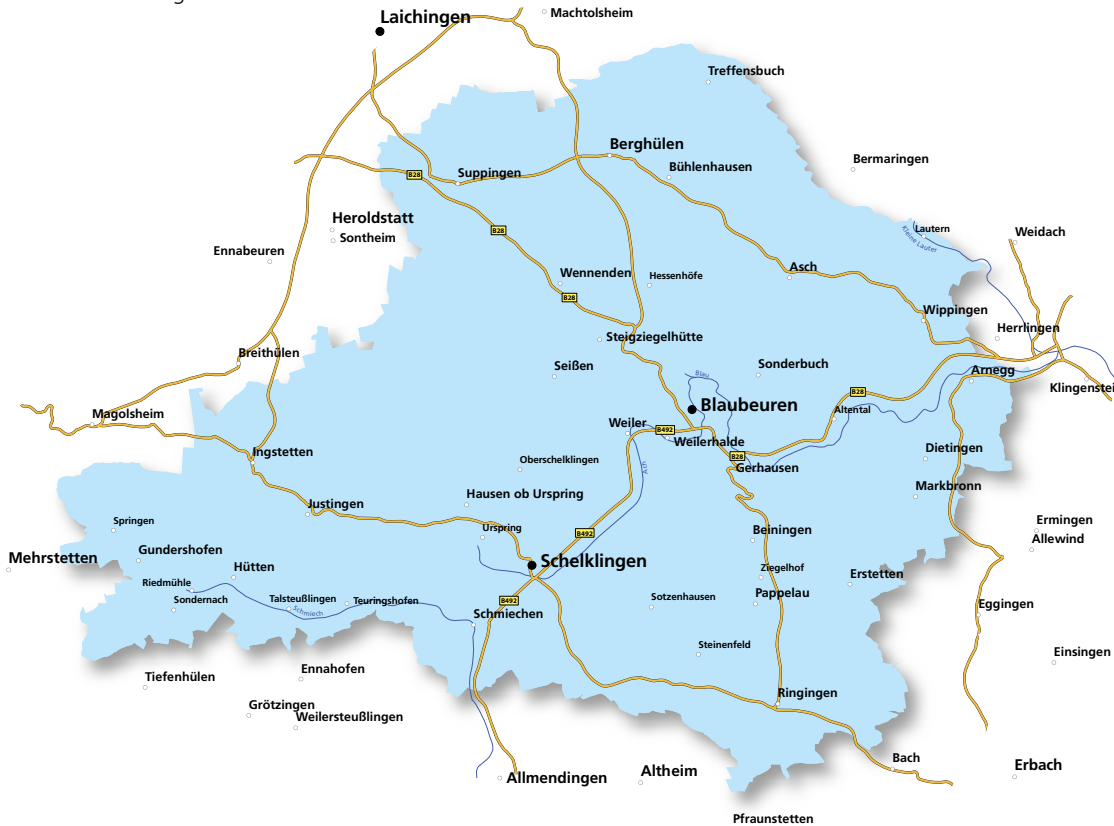 Laichingen
Machtolsheim
Treffensbuch
Berghülen
Bühlenhausen
Bermaringen
Suppingen
B28
Heroldstatt
Sontheim
Ennabeuren
B28
Lautern
Kleine Lauter
Weidach
Wennenden
Hessenhöfe
Asch
B28
Wippingen
Herrlingen
Steigziegelhütte
Breithülen
Seißen
Sonderbuch
Blau
Arnegg
Klingenstei
B28
Magolsheim
Blaubeuren
Altental
Weiler
B492
Weilerhalde
Ingstetten
Oberschelklingen
Aach
B28
Gerhausen
Dietingen
Hausen ob Urspring
Markbronn
Justingen
Springen
Urspring
B492
Beiningen
Ermingen
Allewind
Mehrstetten
Gundershofen
Schelklingen
Hütten
Ziegelhof
Erstetten
Riedmühle
Sondernach
Talsteußlingen
Schmiech
Teuringshofen
B492
Schmiechen
Sotzenhausen
Pappelau
Eggingen
Steinenfeld
Einsingen
Ennahofen
Tiefenhülen
Ringingen
Grötzingen
Weilersteußlingen
Bach
Erbach
Allmendingen
Altheim
Pfraunstetten